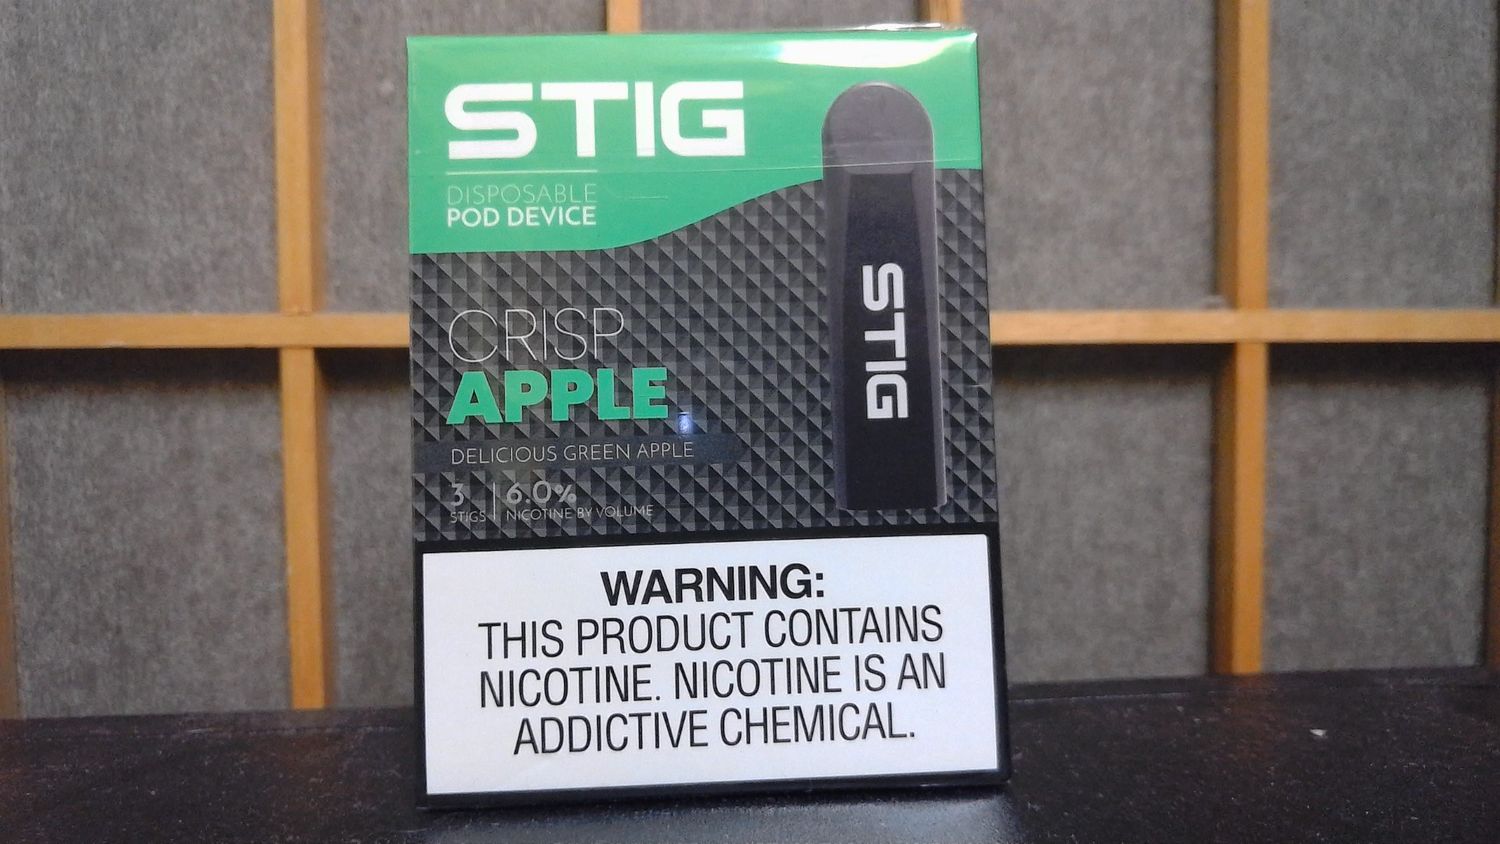 STIG
DISPOSABLE
POD DEVICE
STIG
CRISP
APPLE
DELICIOUS GREEN APPLE
3 | 6.0%
STIGS | NICOTINE BY VOLUME
WARNING:
THIS PRODUCT CONTAINS
NICOTINE. NICOTINE IS AN
ADDICTIVE CHEMICAL.